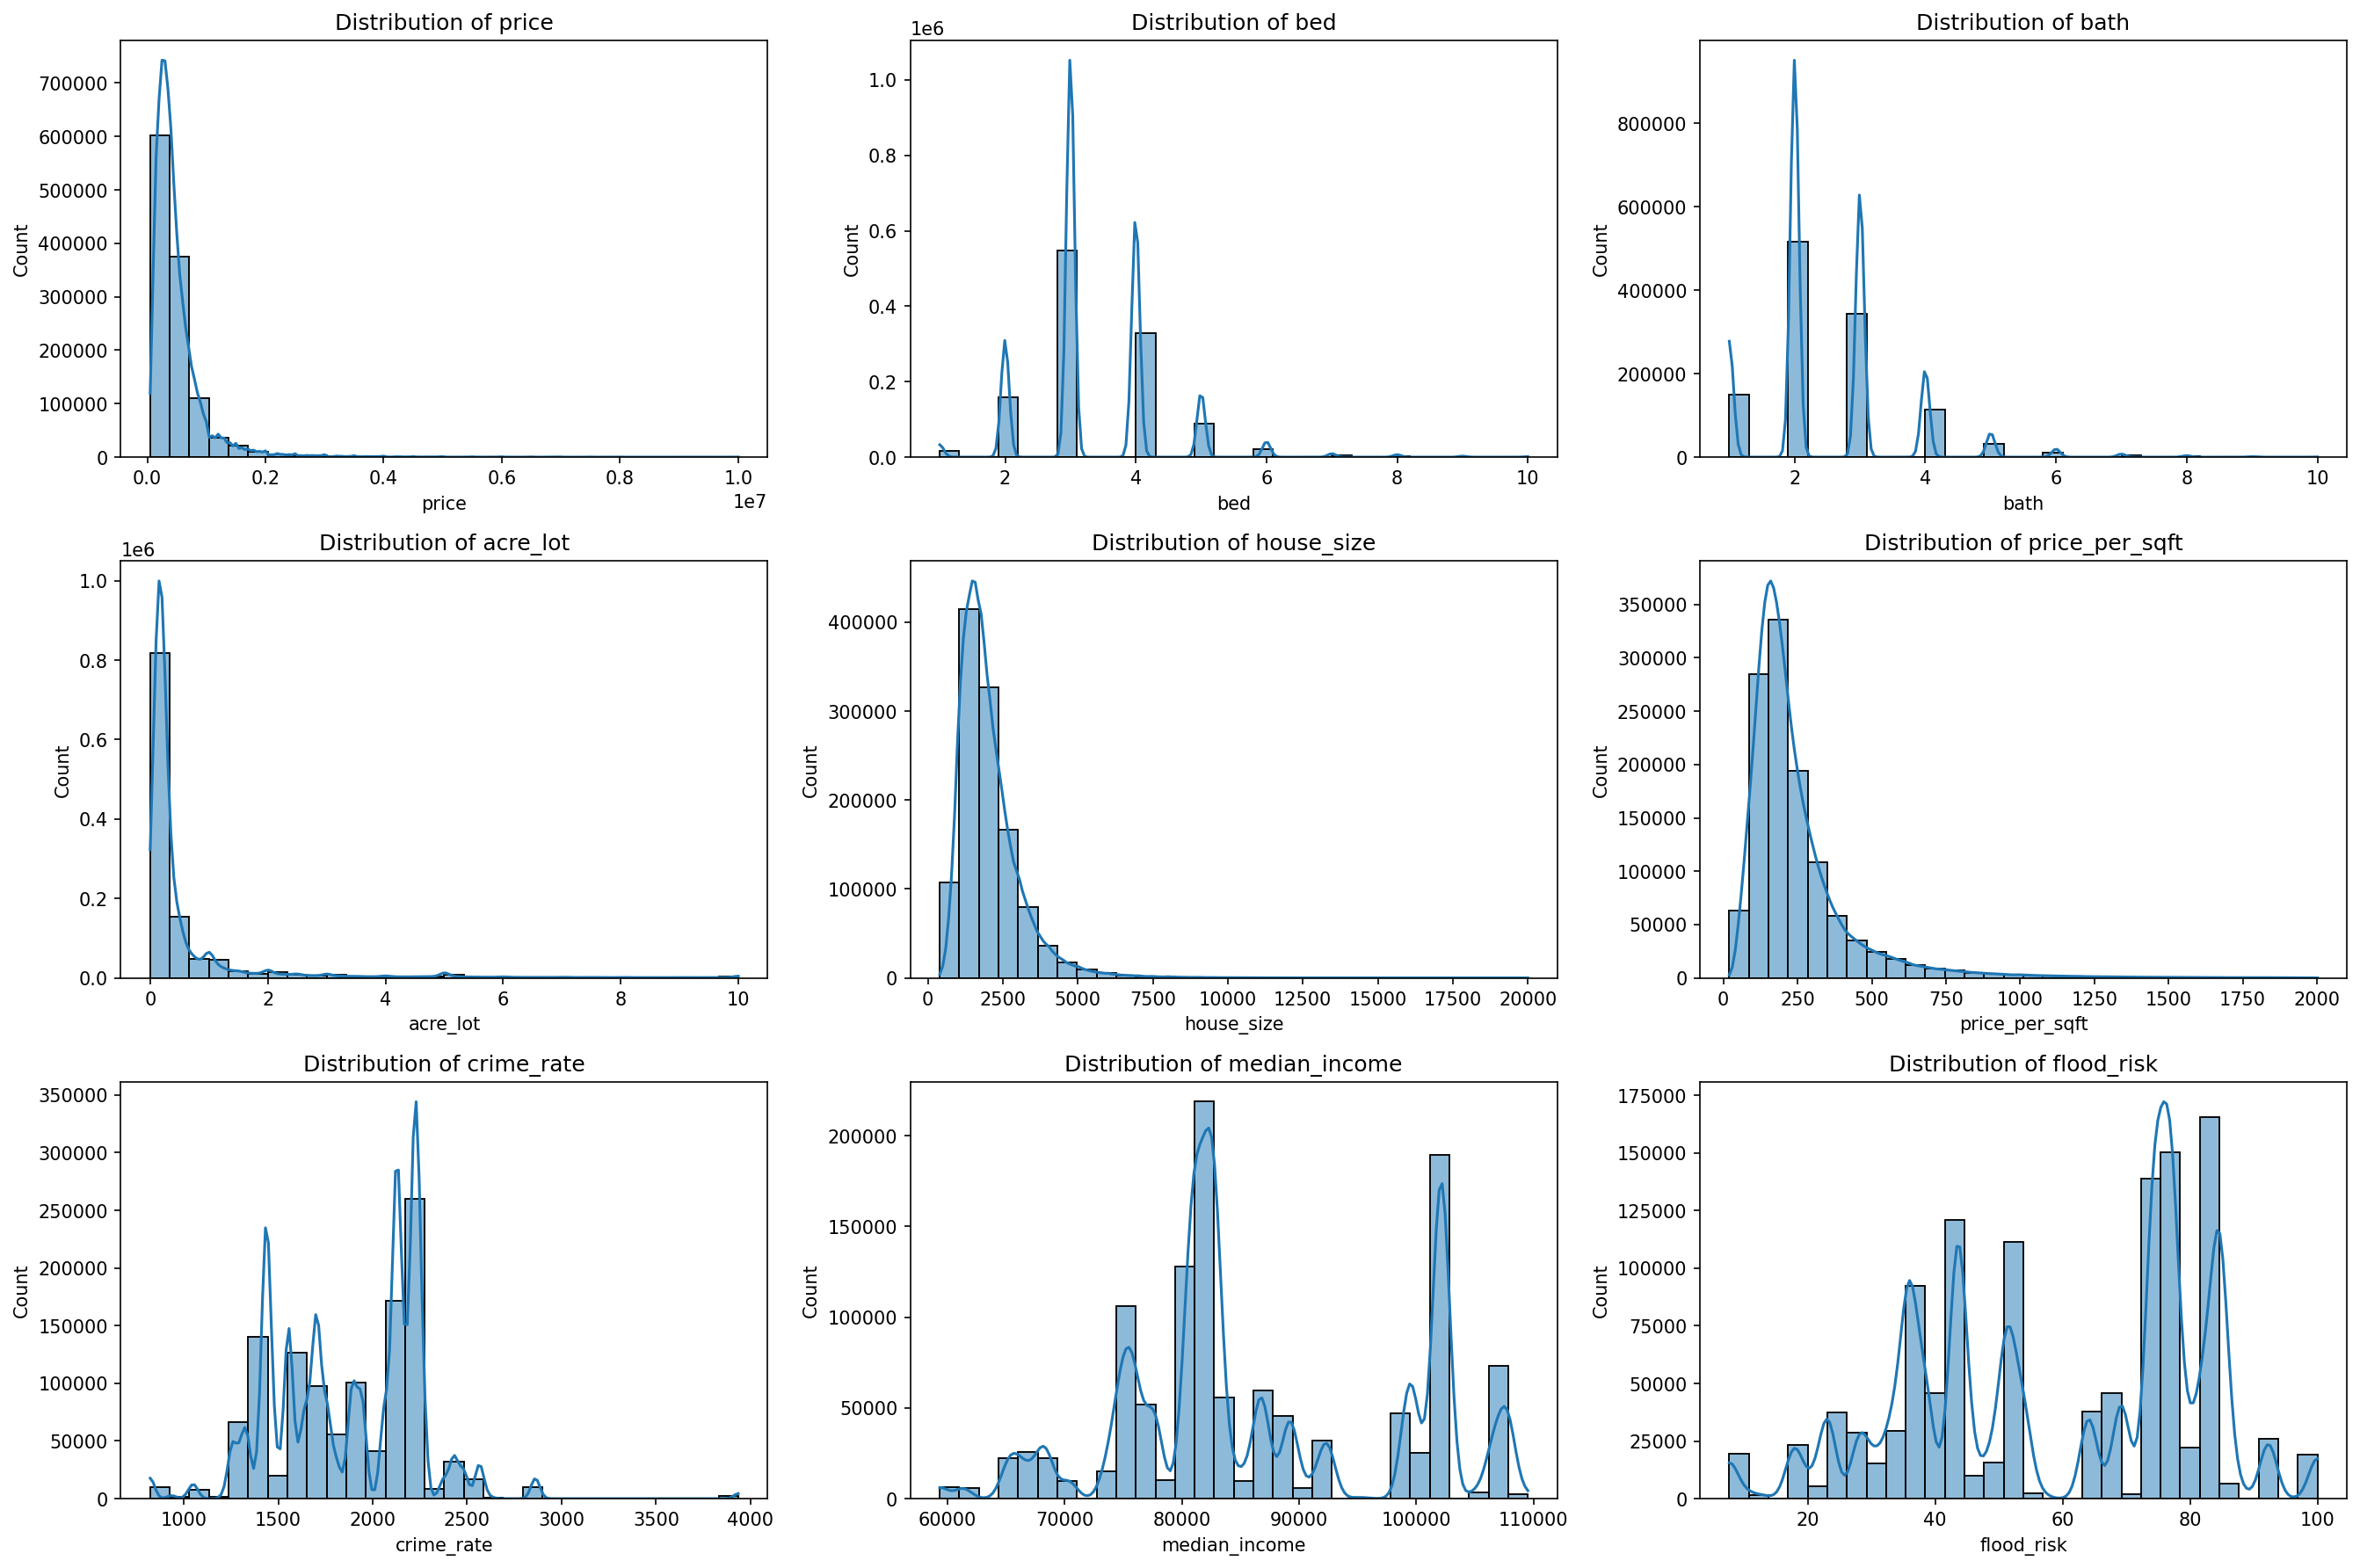 Distribution of price
700000
600000
500000
400000
300000
200000
100000
0
Count
0.0 0.2 0.4 0.6 0.8 1.0
1e7
price
Distribution of bed
1e6
1.0
0.8
0.6
0.4
0.2
0.0
Count
2 4 6 8 10
bed
Distribution of bath
800000
600000
400000
200000
0
Count
2 4 6 8 10
bath
Distribution of acre_lot
1e6
1.0
0.8
0.6
0.4
0.2
0.0
Count
0 2 4 6 8 10
acre_lot
Distribution of house_size
400000
300000
200000
100000
0
Count
0 2500 5000 7500 10000 12500 15000 17500 20000
house_size
Distribution of price_per_sqft
350000
300000
250000
200000
150000
100000
50000
0
Count
0 250 500 750 1000 1250 1500 1750 2000
price_per_sqft
Distribution of crime_rate
350000
300000
250000
200000
150000
100000
50000
0
Count
1000 1500 2000 2500 3000 3500 4000
crime_rate
Distribution of median_income
200000
150000
100000
50000
0
Count
60000 70000 80000 90000 100000 110000
median_income
Distribution of flood_risk
175000
150000
125000
100000
75000
50000
25000
0
Count
20 40 60 80 100
flood_risk